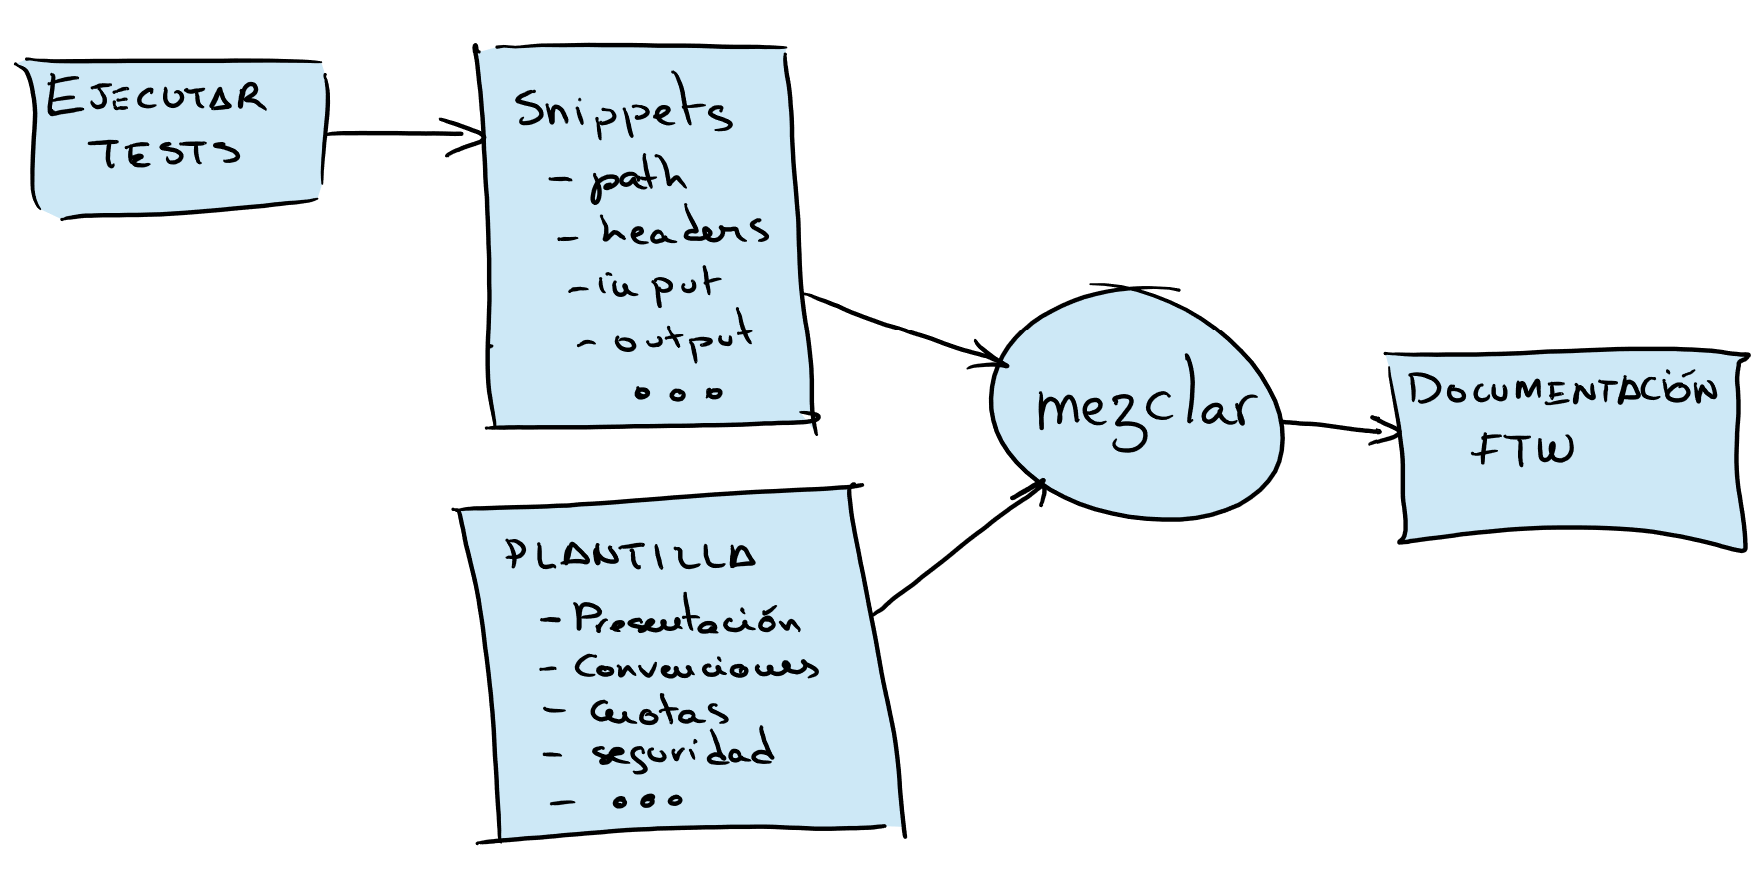 EJECUTAR
TESTS
Snippets
- path
- headers
- input
- output
ooo
PLANTILLA
- Presentación
- Convenciones
- Cuotas
- seguridad
- ooo
mezclar
DOCUMENTACIÓN
FTW